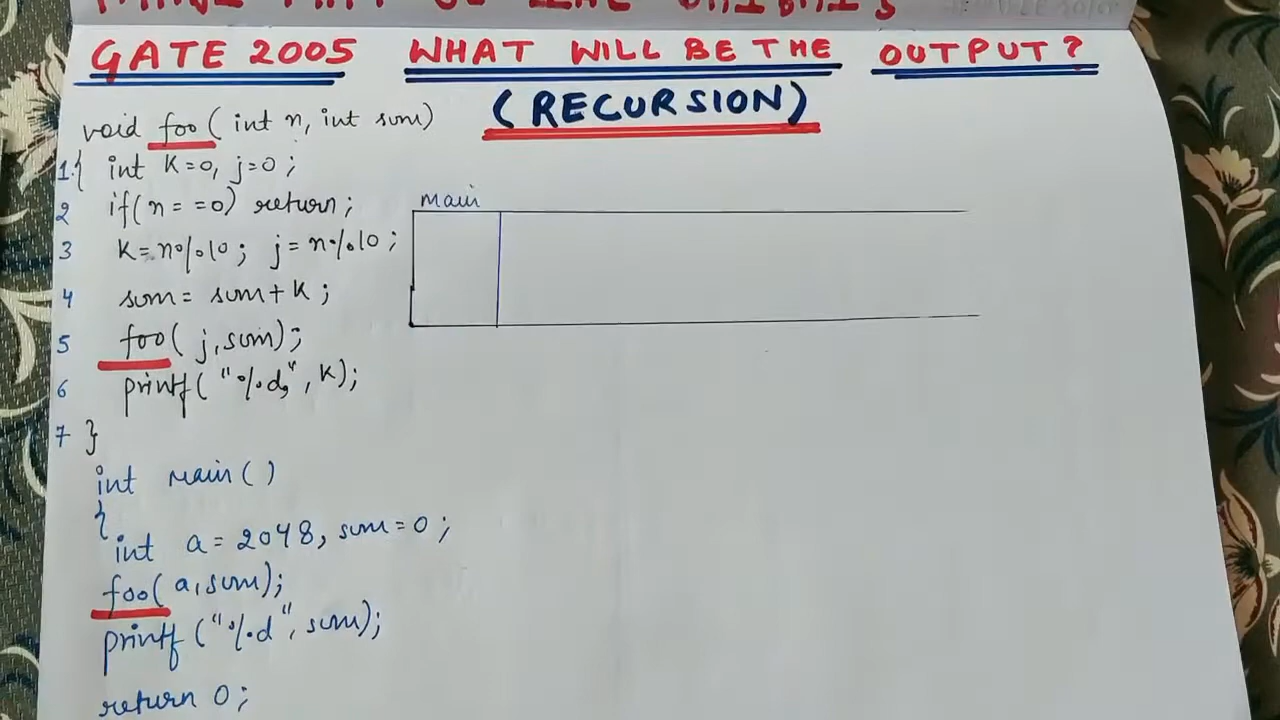 GATE 2005 WHAT WILL BE THE OUTPUT?
(RECURSION)
void foo(int n, int sum)
1 { int K=0, j=0;
2 if(n==0) return;
3 K=n%10; j=n%10;
4 sum= sum+K;
5 foo(j,sum);
6 printf("%d,",K);
7 }
int main()
{
int a=2048, sum=0;
foo(a,sum);
printf("%d", sum);
return 0;
main